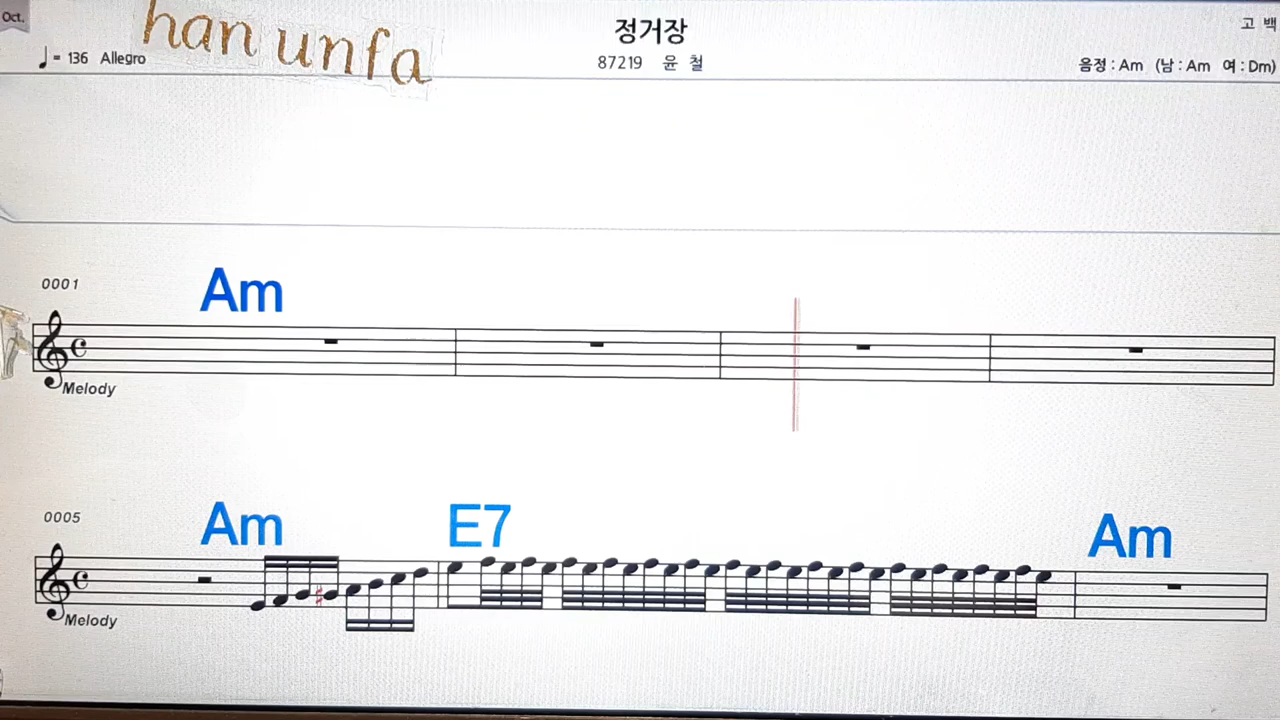 Oct.
han unfa
정거장
고 백
♩= 136 Allegro
87219 윤 철
음정 : Am (남 : Am 여 : Dm)
0001
Am
Melody
0005
Am E7 Am
Melody